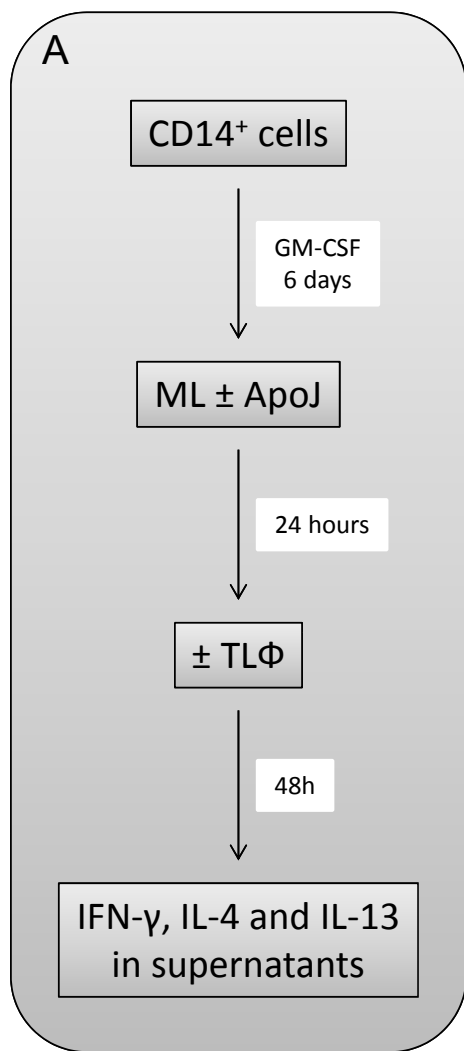 A
CD14⁺ cells
GM-CSF
6 days
ML ± ApoJ
24 hours
± TLΦ
48h
IFN-γ, IL-4 and IL-13
in supernatants